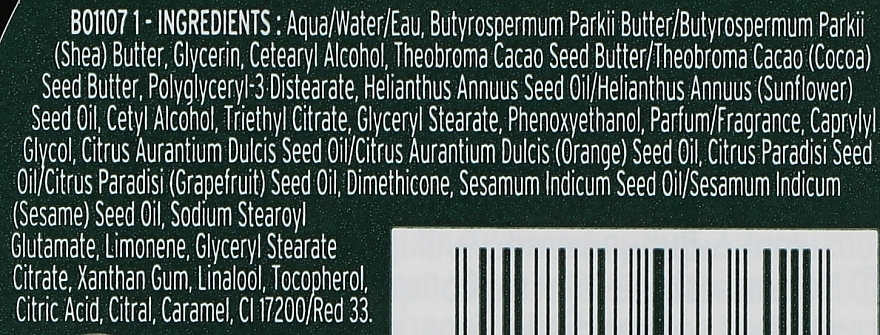 B01107 1 - INGREDIENTS : Aqua/Water/Eau, Butyrospermum Parkii Butter/Butyrospermum Parkii
(Shea) Butter, Glycerin, Cetearyl Alcohol, Theobroma Cacao Seed Butter/Theobroma Cacao (Cocoa)
Seed Butter, Polyglyceryl-3 Distearate, Helianthus Annuus Seed Oil/Helianthus Annuus (Sunflower)
Seed Oil, Cetyl Alcohol, Triethyl Citrate, Glyceryl Stearate, Phenoxyethanol, Parfum/Fragrance, Caprylyl
Glycol, Citrus Aurantium Dulcis Seed Oil/Citrus Aurantium Dulcis (Orange) Seed Oil, Citrus Paradisi Seed
Oil/Citrus Paradisi (Grapefruit) Seed Oil, Dimethicone, Sesamum Indicum Seed Oil/Sesamum Indicum
(Sesame) Seed Oil, Sodium Stearoyl
Glutamate, Limonene, Glyceryl Stearate
Citrate, Xanthan Gum, Linalool, Tocopherol,
Citric Acid, Citral, Caramel, CI 17200/Red 33.